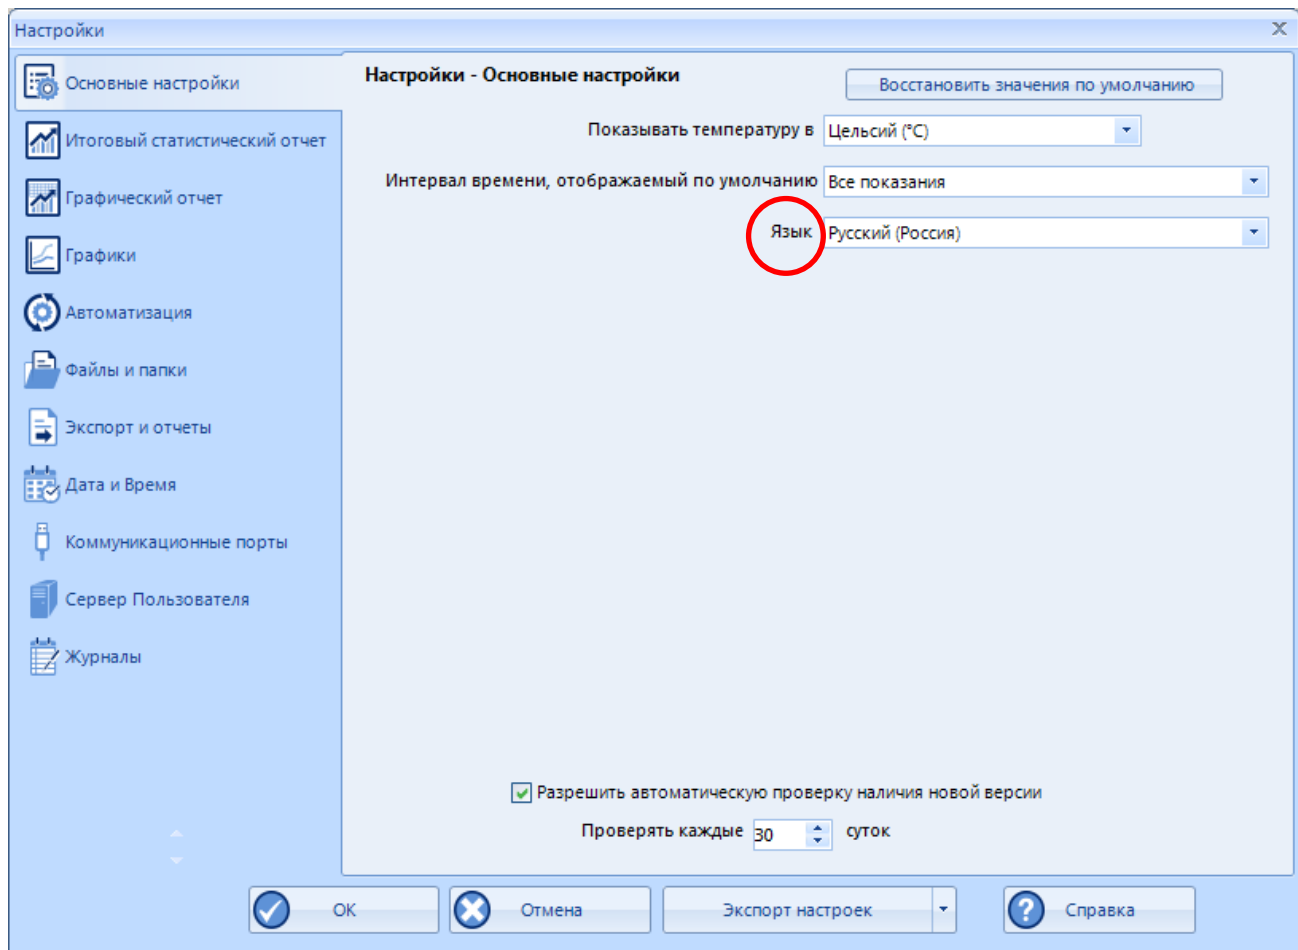 Настройки
Основные настройки
Итоговый статистический отчет
Графический отчет
Графики
Автоматизация
Файлы и папки
Экспорт и отчеты
Дата и Время
Коммуникационные порты
Сервер Пользователя
Журналы
Настройки - Основные настройки
Восстановить значения по умолчанию
Показывать температуру в Цельсий (°C)
Интервал времени, отображаемый по умолчанию Все показания
Язык Русский (Россия)
Разрешить автоматическую проверку наличия новой версии
Проверять каждые 30 суток
OK Отмена Экспорт настроек Справка